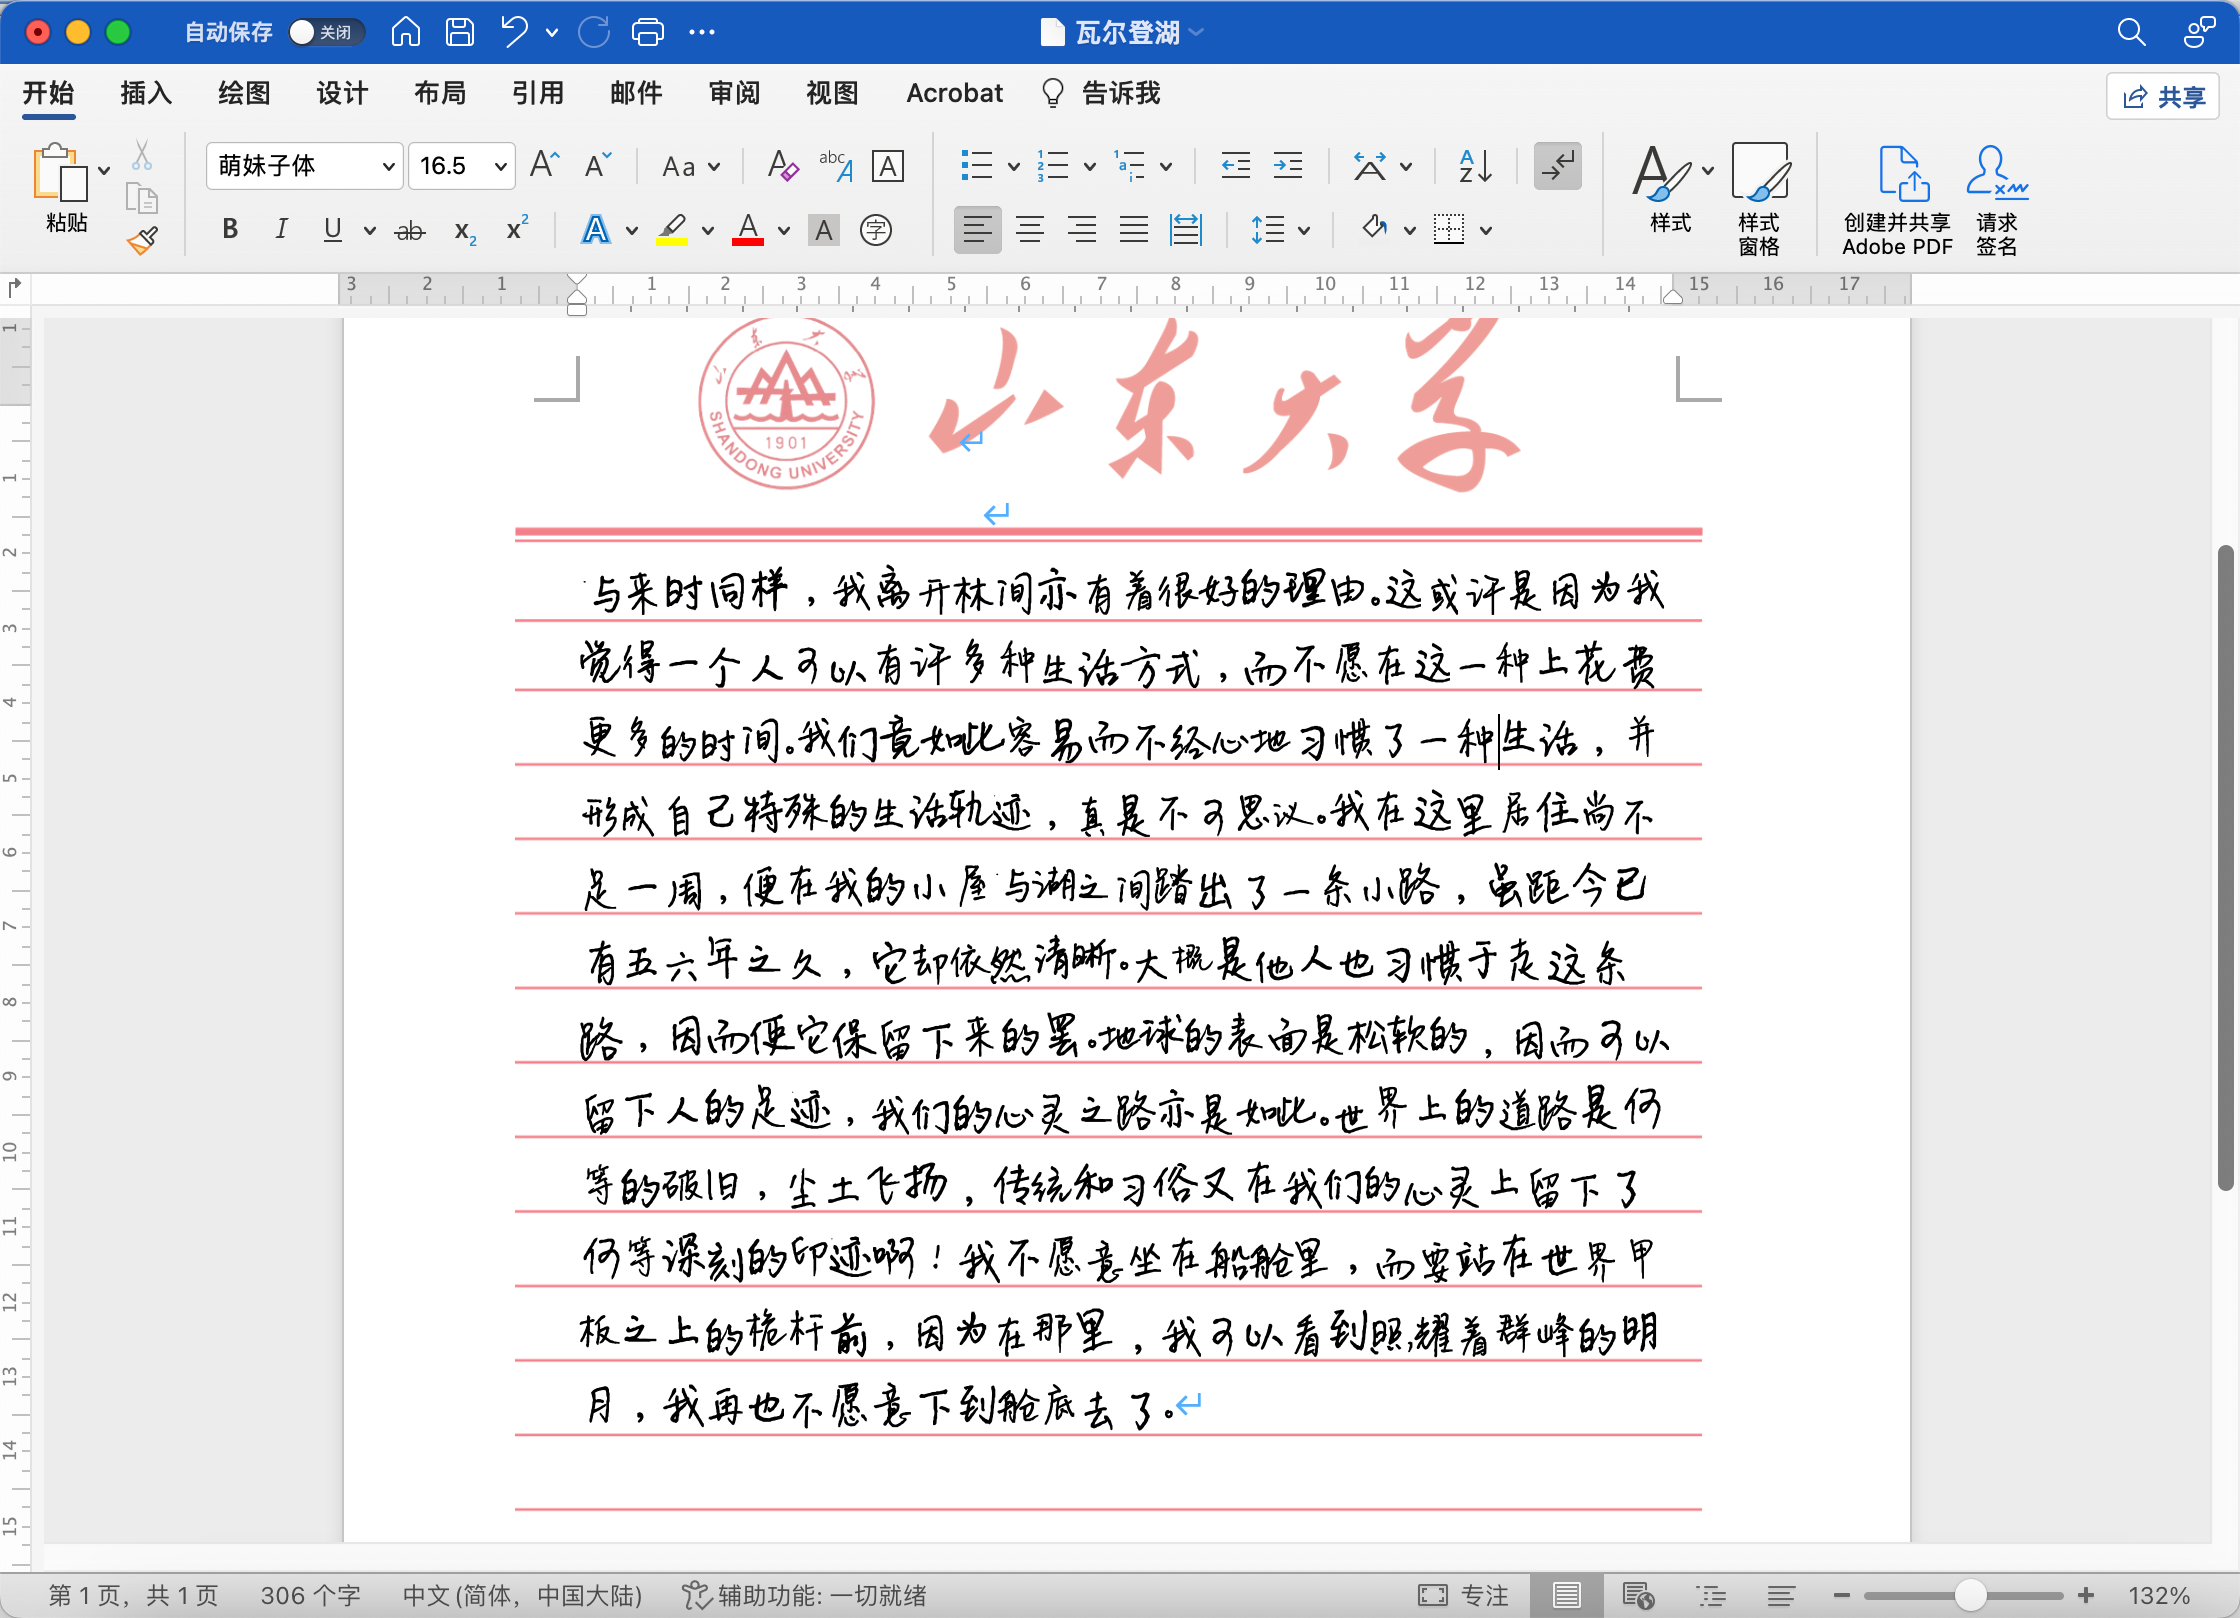 自动保存 关闭 瓦尔登湖
开始 插入 绘图 设计 布局 引用 邮件 审阅 视图 Acrobat 告诉我 共享
粘贴 萌妹子体 16.5 样式 样式窗格 创建并共享 Adobe PDF 请求签名
3 2 1 1 2 3 4 5 6 7 8 9 10 11 12 13 14 15 16 17
SHANDONG UNIVERSITY 1901 山东大学
与来时同样，我离开林间亦有着很好的理由。这或许是因为我
觉得一个人可以有许多种生活方式，而不愿在这一种上花费
更多的时间。我们竟如此容易而不经心地习惯了一种生活，并
形成自己特殊的生活轨迹，真是不可思议。我在这里居住尚不
足一周，便在我的小屋与湖之间踏出了一条小路，虽距今已
有五六年之久，它却依然清晰。大概是他人也习惯于走这条
路，因而便它保留下来的罢。地球的表面是松软的，因而可以
留下人的足迹，我们的心灵之路亦是如此。世界上的道路是何
等的破旧，尘土飞扬，传统和习俗又在我们的心灵上留下了
何等深刻的印迹啊！我不愿意坐在船舱里，而要站在世界甲
板之上的桅杆前，因为在那里，我可以看到照耀着群峰的明
月，我再也不愿意下到舱底去了。
第1页，共1页 306个字 中文(简体，中国大陆) 辅助功能: 一切就绪 专注 132%